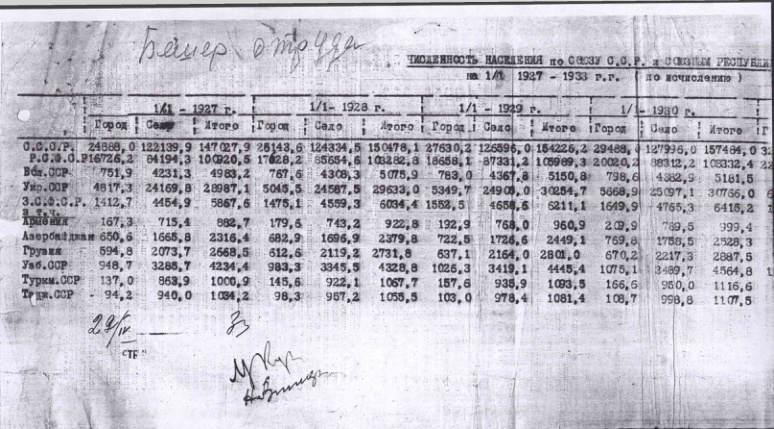 Бешер отруда
ЧИСЛЕННОСТЬ НАСЕЛЕНИЯ по СОЮЗУ С.С.Р. и СОЮЗНЫМ РЕСПУБЛИ
на 1/1 1927 - 1933 г.г. ( по исчислению )
1/1 - 1927 г. 1/1 - 1928 г. 1/1 - 1929 г. 1/1 - 1930 г.
Город Село Итого Город Село Итого Город Село Итого Город Село Итого
С.С.С.Р. 24888,0 122139,9 147027,9 26143,6 124334,5 150478,1 27630,2 126596,0 154226,2 29488,0 127996,0 157484,0 32
Р.С.Ф.С.Р 16726,2 84194,3 100920,5 17628,2 85654,6 103282,8 18658,1 87331,2 105989,3 20020,2 88312,2 108332,4 22
Бел.ССР 751,9 4231,3 4983,2 767,6 4308,3 5075,9 783,0 4367,8 5150,8 798,6 4382,9 5181,5
Укр.ССР 4817,3 24169,8 28987,1 5045,5 24587,5 29633,0 5349,7 24905,0 30254,7 5668,9 25097,1 30766,0
З.С.Ф.С.Р. 1412,7 4454,9 5867,6 1475,1 4559,3 6034,4 1552,5 4658,6 6211,1 1649,9 4765,3 6415,2
в т.ч.
Армения 167,3 715,4 882,7 179,6 743,2 922,8 192,9 768,0 960,9 209,9 789,5 999,4
Азербайджан 650,6 1665,8 2316,4 682,9 1696,9 2379,8 722,5 1726,6 2449,1 769,8 1758,5 2528,3
Грузия 594,8 2073,7 2668,5 612,6 2119,2 2731,8 637,1 2164,0 2801,0 670,2 2217,3 2887,5
Узб.ССР 948,7 3285,7 4234,4 983,3 3345,5 4328,8 1026,3 3419,1 4445,4 1075,1 3489,7 4564,8
Туркм.ССР 137,0 863,9 1000,9 145,6 922,1 1067,7 157,6 935,9 1093,5 166,6 950,0 1116,6
Тадж.ССР 94,2 940,0 1034,2 98,3 957,2 1055,5 103,0 978,4 1081,4 108,7 998,8 1107,5
29/IV 33
СТБ